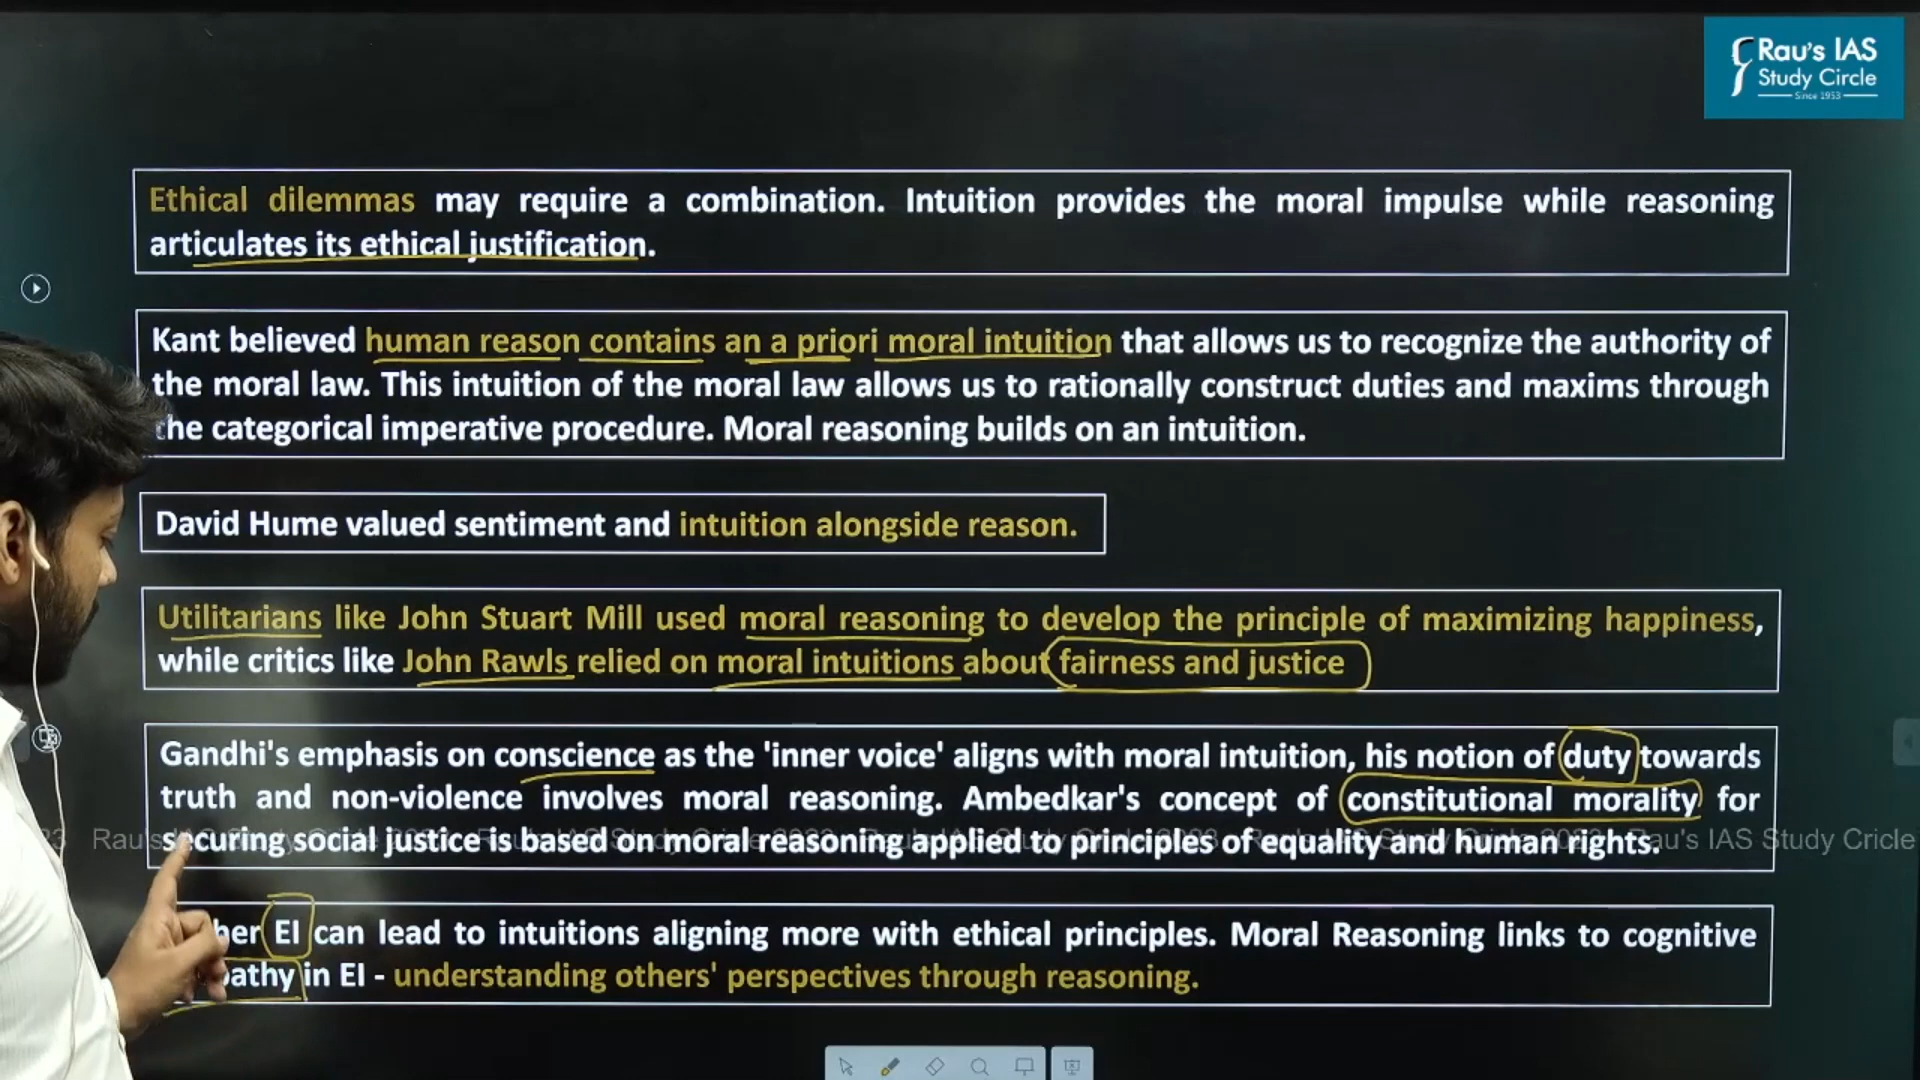 Rau's IAS
Study Circle
Since 1953
Ethical dilemmas may require a combination. Intuition provides the moral impulse while reasoning
articulates its ethical justification.
Kant believed human reason contains an a priori moral intuition that allows us to recognize the authority of
the moral law. This intuition of the moral law allows us to rationally construct duties and maxims through
the categorical imperative procedure. Moral reasoning builds on an intuition.
David Hume valued sentiment and intuition alongside reason.
Utilitarians like John Stuart Mill used moral reasoning to develop the principle of maximizing happiness,
while critics like John Rawls relied on moral intuitions about fairness and justice
Gandhi's emphasis on conscience as the 'inner voice' aligns with moral intuition, his notion of duty towards
truth and non-violence involves moral reasoning. Ambedkar's concept of constitutional morality for
securing social justice is based on moral reasoning applied to principles of equality and human rights.
Rau's IAS Study Cricle
EI can lead to intuitions aligning more with ethical principles. Moral Reasoning links to cognitive
in EI - understanding others' perspectives through reasoning.